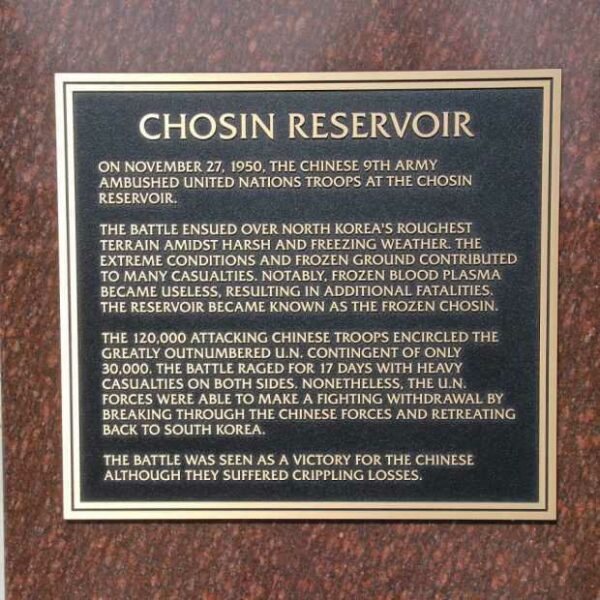 CHOSIN RESERVOIR
ON NOVEMBER 27, 1950, THE CHINESE 9TH ARMY
AMBUSHED UNITED NATIONS TROOPS AT THE CHOSIN
RESERVOIR.
THE BATTLE ENSUED OVER NORTH KOREA'S ROUGHEST
TERRAIN AMIDST HARSH AND FREEZING WEATHER. THE
EXTREME CONDITIONS AND FROZEN GROUND CONTRIBUTED
TO MANY CASUALTIES. NOTABLY, FROZEN BLOOD PLASMA
BECAME USELESS, RESULTING IN ADDITIONAL FATALITIES.
THE RESERVOIR BECAME KNOWN AS THE FROZEN CHOSIN.
THE 120,000 ATTACKING CHINESE TROOPS ENCIRCLED THE
GREATLY OUTNUMBERED U.N. CONTINGENT OF ONLY
30,000. THE BATTLE RAGED FOR 17 DAYS WITH HEAVY
CASUALTIES ON BOTH SIDES. NONETHELESS, THE U.N.
FORCES WERE ABLE TO MAKE A FIGHTING WITHDRAWAL BY
BREAKING THROUGH THE CHINESE FORCES AND RETREATING
BACK TO SOUTH KOREA.
THE BATTLE WAS SEEN AS A VICTORY FOR THE CHINESE
ALTHOUGH THEY SUFFERED CRIPPLING LOSSES.